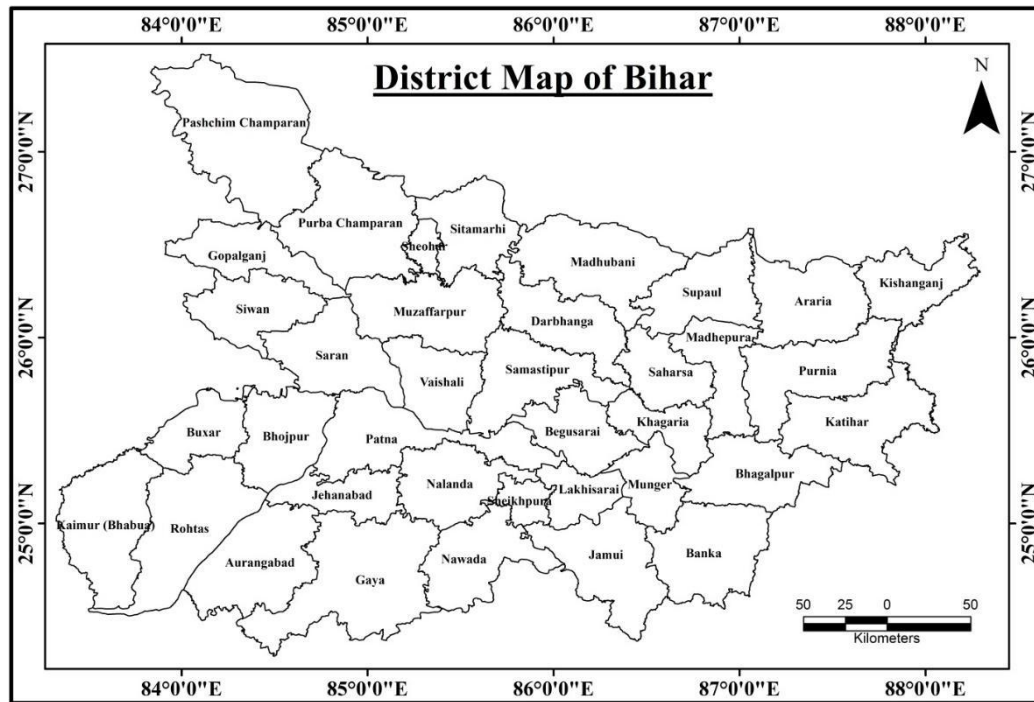 84°0'0"E 85°0'0"E 86°0'0"E 87°0'0"E 88°0'0"E
District Map of Bihar
N
27°0'0"N 27°0'0"N
Pashchim Champaran
Purba Champaran
Sheohar
Sitamarhi
Gopalganj
Madhubani
Kishanganj
Siwan
Supaul
Araria
Muzaffarpur
Darbhanga
26°0'0"N 26°0'0"N
Madhepura
Saran
Vaishali
Samastipur
Saharsa
Purnia
Buxar
Bhojpur
Patna
Begusarai
Khagaria
Katihar
Jehanabad
Nalanda
Sheikhpura
Lakhisarai
Munger
Bhagalpur
25°0'0"N 25°0'0"N
Kaimur (Bhabua)
Rohtas
Aurangabad
Gaya
Nawada
Jamui
Banka
50 25 0 50
Kilometers
84°0'0"E 85°0'0"E 86°0'0"E 87°0'0"E 88°0'0"E